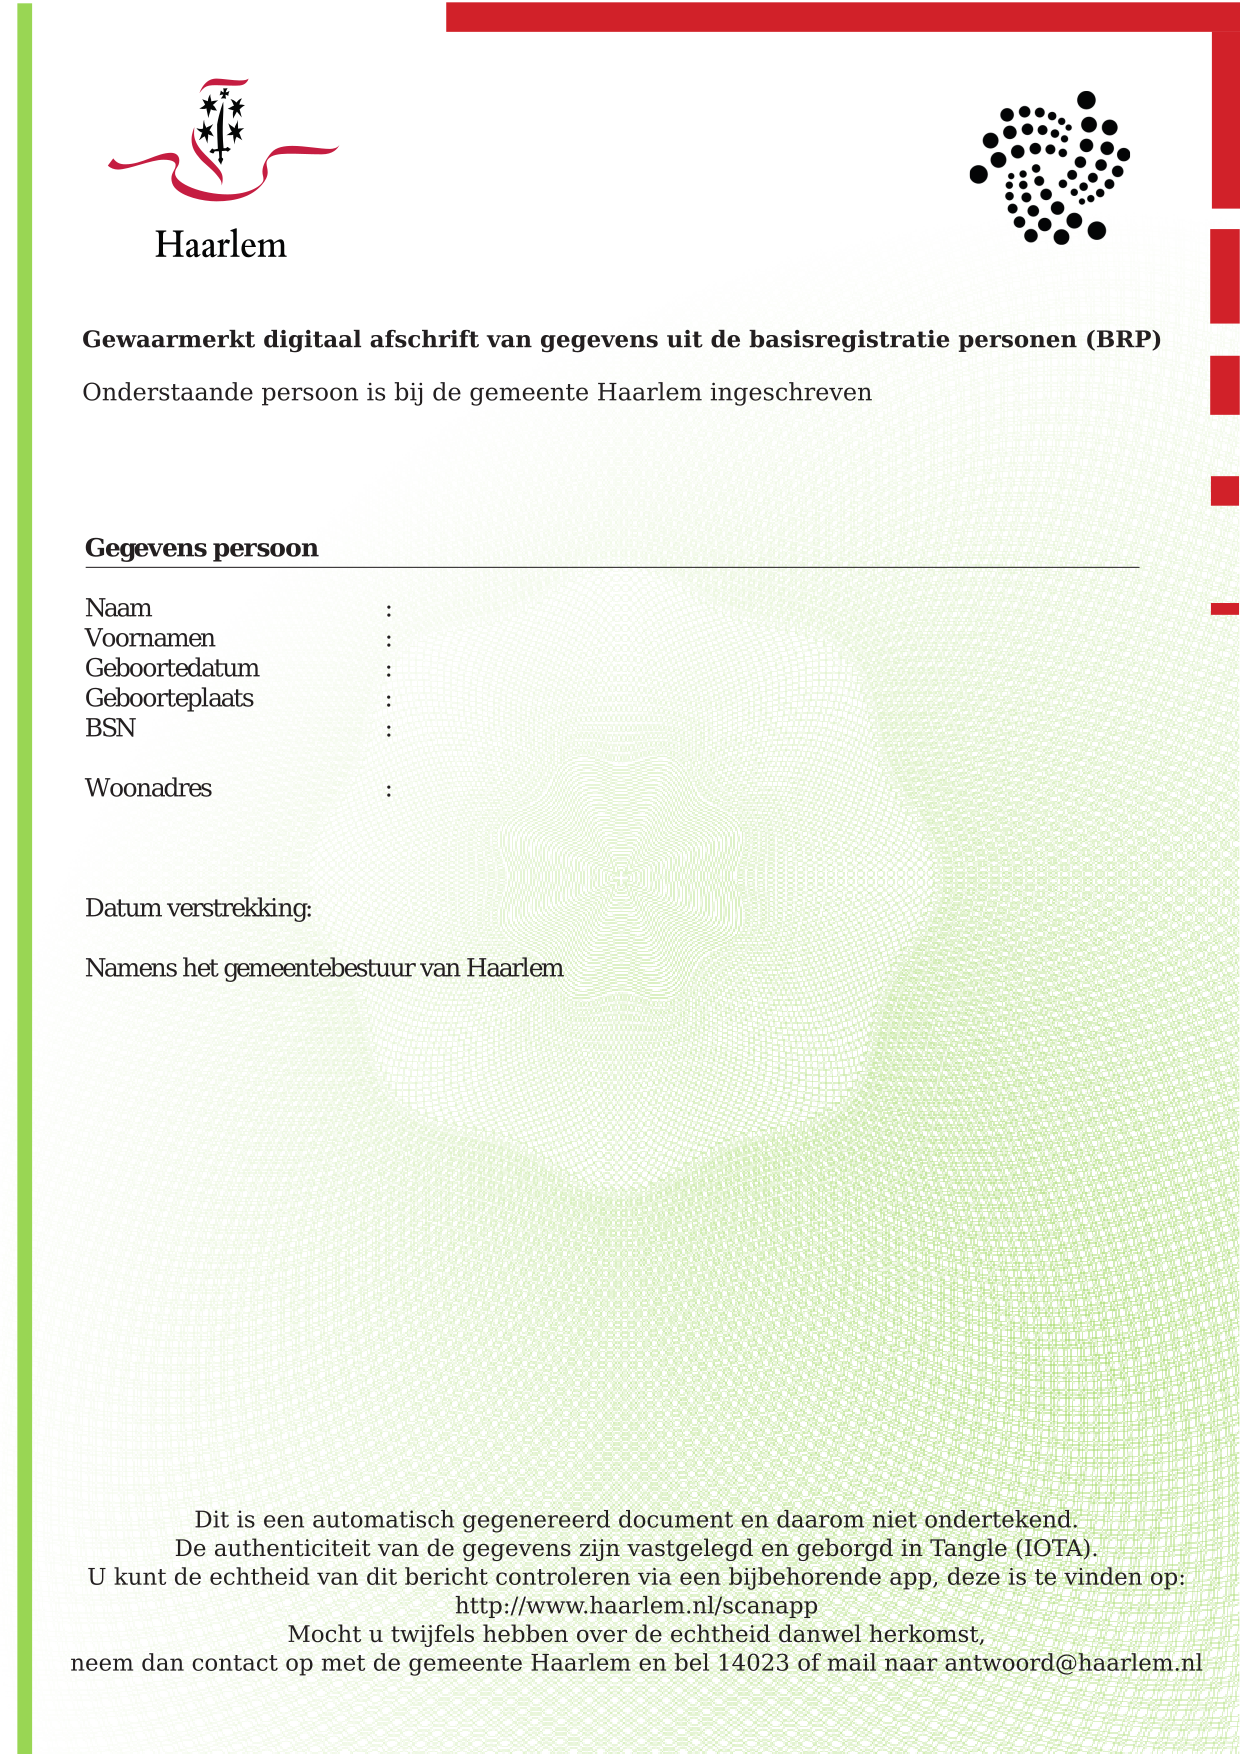 Haarlem
Gewaarmerkt digitaal afschrift van gegevens uit de basisregistratie personen (BRP)
Onderstaande persoon is bij de gemeente Haarlem ingeschreven
Gegevens persoon
Naam :
Voornamen :
Geboortedatum :
Geboorteplaats :
BSN :
Woonadres :
Datum verstrekking:
Namens het gemeentebestuur van Haarlem
Dit is een automatisch gegenereerd document en daarom niet ondertekend.
De authenticiteit van de gegevens zijn vastgelegd en geborgd in Tangle (IOTA).
U kunt de echtheid van dit bericht controleren via een bijbehorende app, deze is te vinden op:
http://www.haarlem.nl/scanapp
Mocht u twijfels hebben over de echtheid danwel herkomst,
neem dan contact op met de gemeente Haarlem en bel 14023 of mail naar antwoord@haarlem.nl